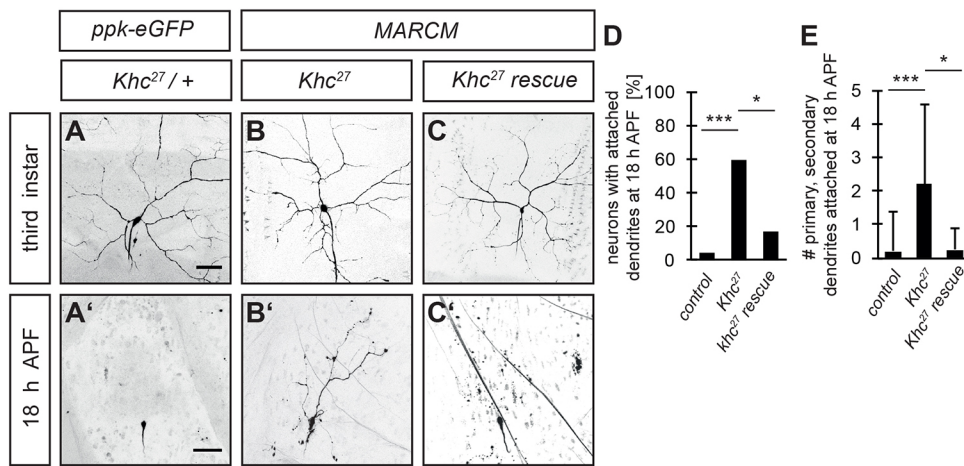 ppk-eGFP
MARCM
Khc²⁷ / +
Khc²⁷
Khc²⁷ rescue
third instar
A
B
C
18 h APF
A‘
B‘
C‘
D
neurons with attached
dendrites at 18 h APF [%]
100
80
60
40
20
0
***
*
control
Khc²⁷
Khc²⁷ rescue
E
# primary, secondary
dendrites attached at 18 h APF
5
4
3
2
1
0
***
*
control
Khc²⁷
Khc²⁷ rescue